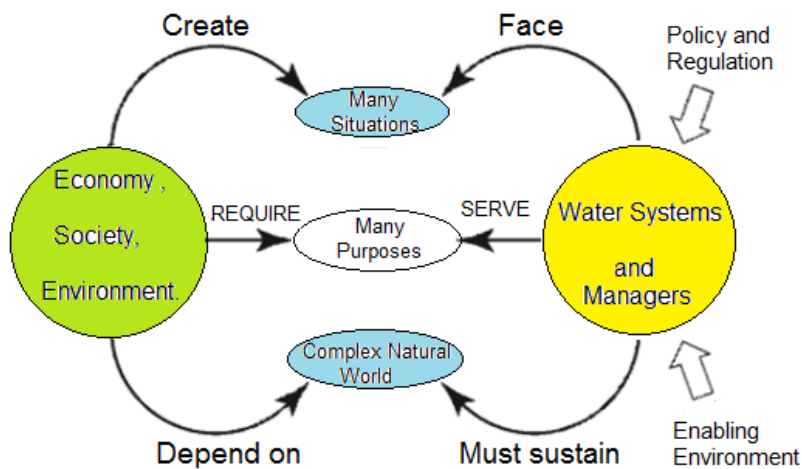 Create
Face
Policy and
Regulation
Many
Situations
Economy,
Society,
Environment.
REQUIRE
Many
Purposes
SERVE
Water Systems
and
Managers
Complex Natural
World
Depend on
Must sustain
Enabling
Environment